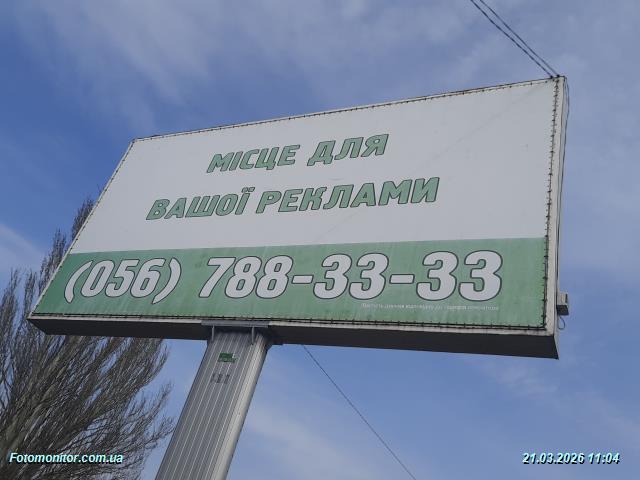 МІСЦЕ ДЛЯ
ВАШОЇ РЕКЛАМИ
(056) 788-33-33
Fotomonitor.com.ua
21.03.2026 11:04